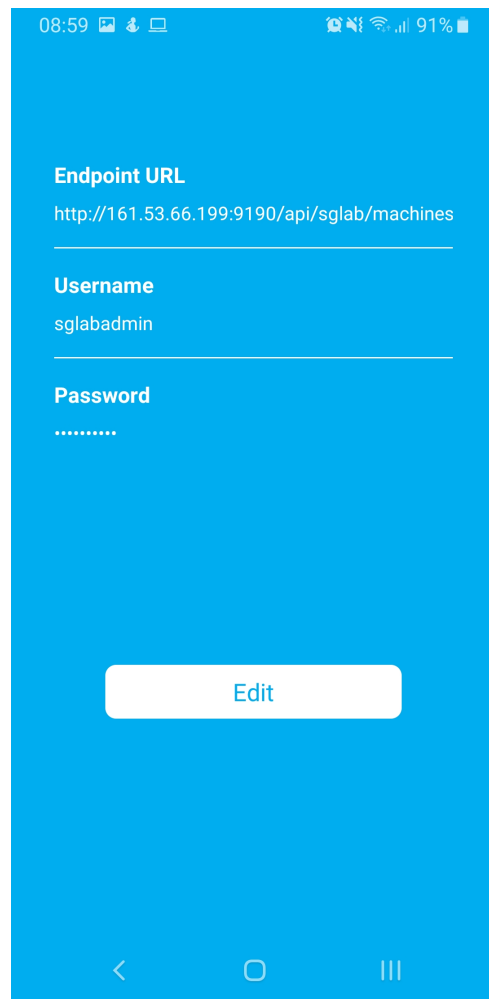 08:59
91%
Endpoint URL
http://161.53.66.199:9190/api/sglab/machines
Username
sglabadmin
Password
••••••••••
Edit